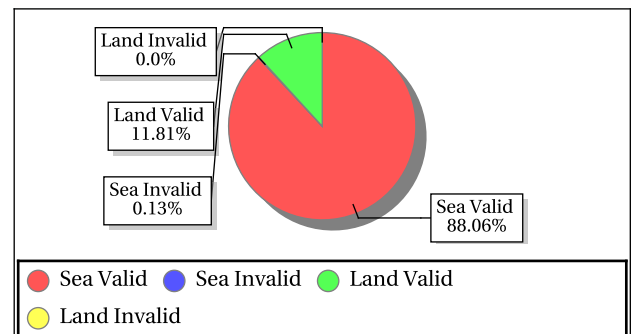 Land Invalid
0.0%
Land Valid
11.81%
Sea Invalid
0.13%
Sea Valid
88.06%
Sea Valid Sea Invalid Land Valid
Land Invalid